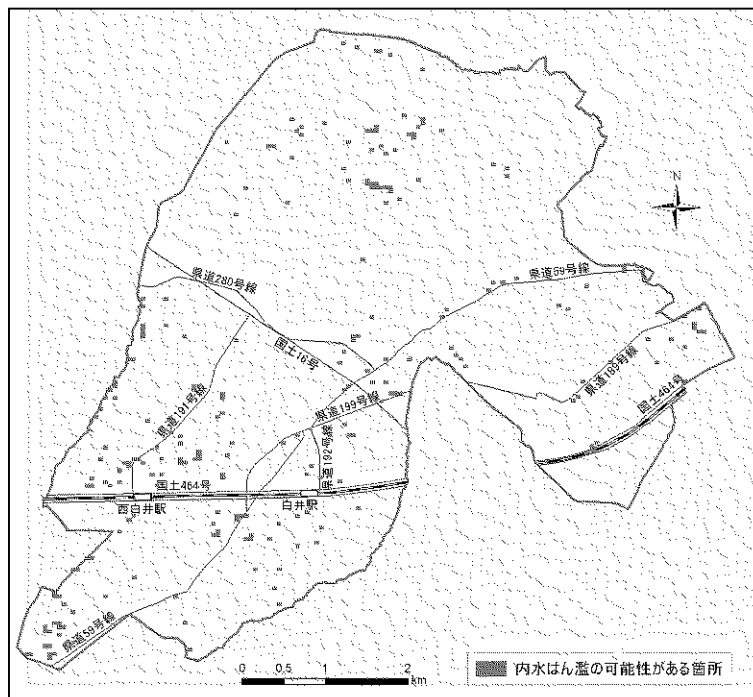 N
県道280号線
県道59号線
国土16号
県道189号線
国土464号
県道191号線
県道199号線
県道192号線
国土464号
西白井駅
白井駅
県道59号線
0 0.5 1 2
km
内水はん濫の可能性がある箇所